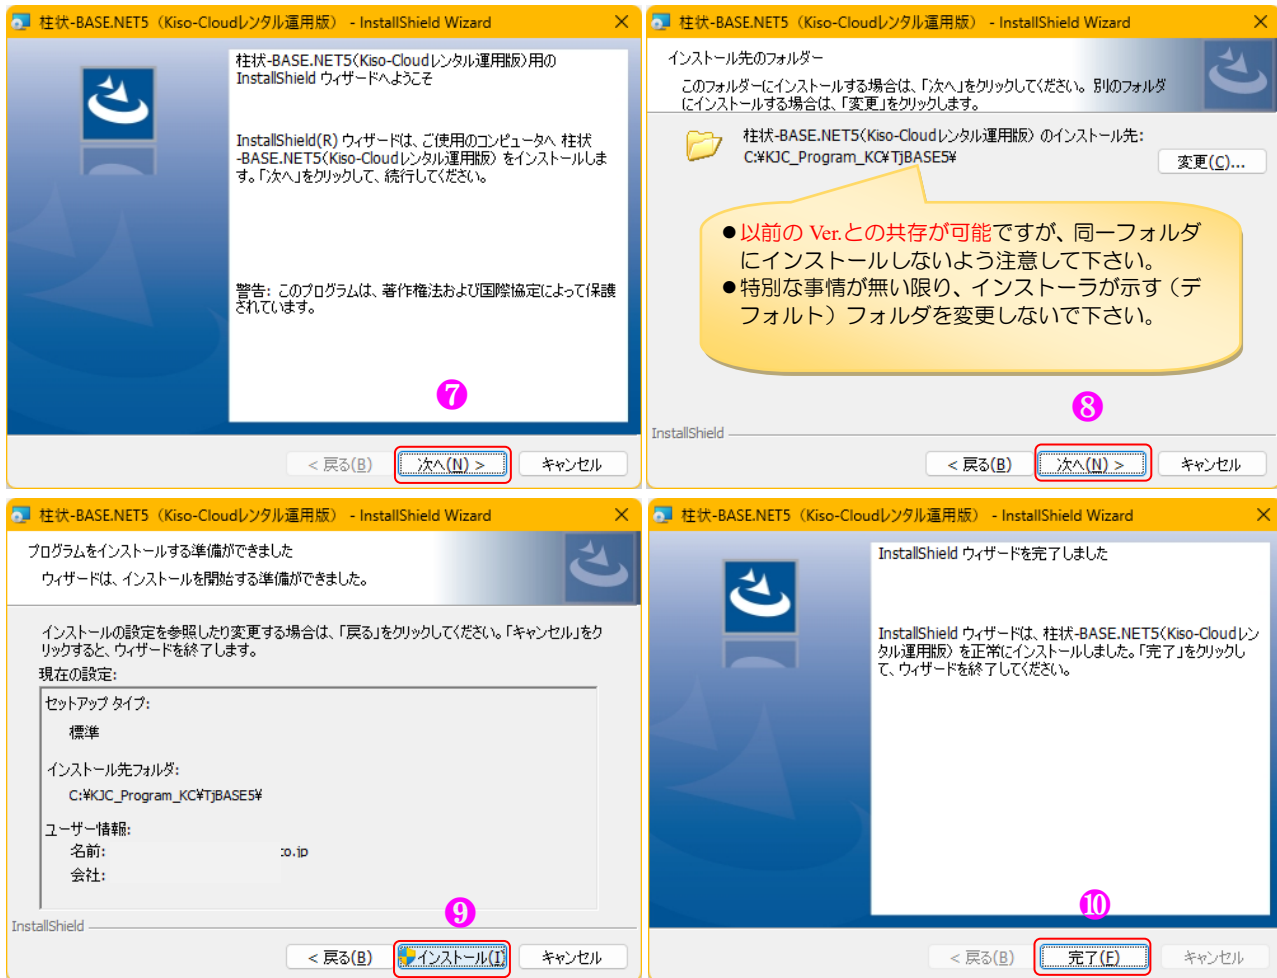 柱状-BASE.NET5（Kiso-Cloudレンタル運用版） - InstallShield Wizard
柱状-BASE.NET5(Kiso-Cloudレンタル運用版)用の
InstallShield ウィザードへようこそ
InstallShield(R) ウィザードは、ご使用のコンピュータへ 柱状
-BASE.NET5(Kiso-Cloudレンタル運用版) をインストールしま
す。「次へ」をクリックして、続行してください。
警告: このプログラムは、著作権法および国際協定によって保護
されています。
❼
< 戻る(B)
次へ(N) >
キャンセル
柱状-BASE.NET5（Kiso-Cloudレンタル運用版） - InstallShield Wizard
インストール先のフォルダー
このフォルダーにインストールする場合は、「次へ」をクリックしてください。別のフォルダ
にインストールする場合は、「変更」をクリックします。
柱状-BASE.NET5(Kiso-Cloudレンタル運用版) のインストール先:
C:¥KJC_Program_KC¥TjBASE5¥
変更(C)...
●以前の Ver.との共存が可能ですが、同一フォルダ
にインストールしないよう注意して下さい。
●特別な事情が無い限り、インストーラが示す（デ
フォルト）フォルダを変更しないで下さい。
❽
InstallShield
< 戻る(B)
次へ(N) >
キャンセル
柱状-BASE.NET5（Kiso-Cloudレンタル運用版） - InstallShield Wizard
プログラムをインストールする準備ができました
ウィザードは、インストールを開始する準備ができました。
インストールの設定を参照したり変更する場合は、「戻る」をクリックしてください。「キャンセル」をク
リックすると、ウィザードを終了します。
現在の設定:
セットアップ タイプ:
標準
インストール先フォルダ:
C:¥KJC_Program_KC¥TjBASE5¥
ユーザー情報:
名前: :o.jp
会社:
❾
InstallShield
< 戻る(B)
インストール(I)
キャンセル
柱状-BASE.NET5（Kiso-Cloudレンタル運用版） - InstallShield Wizard
InstallShield ウィザードを完了しました
InstallShield ウィザードは、柱状-BASE.NET5(Kiso-Cloudレン
タル運用版) を正常にインストールしました。「完了」をクリックし
て、ウィザードを終了してください。
❿
< 戻る(B)
完了(F)
キャンセル